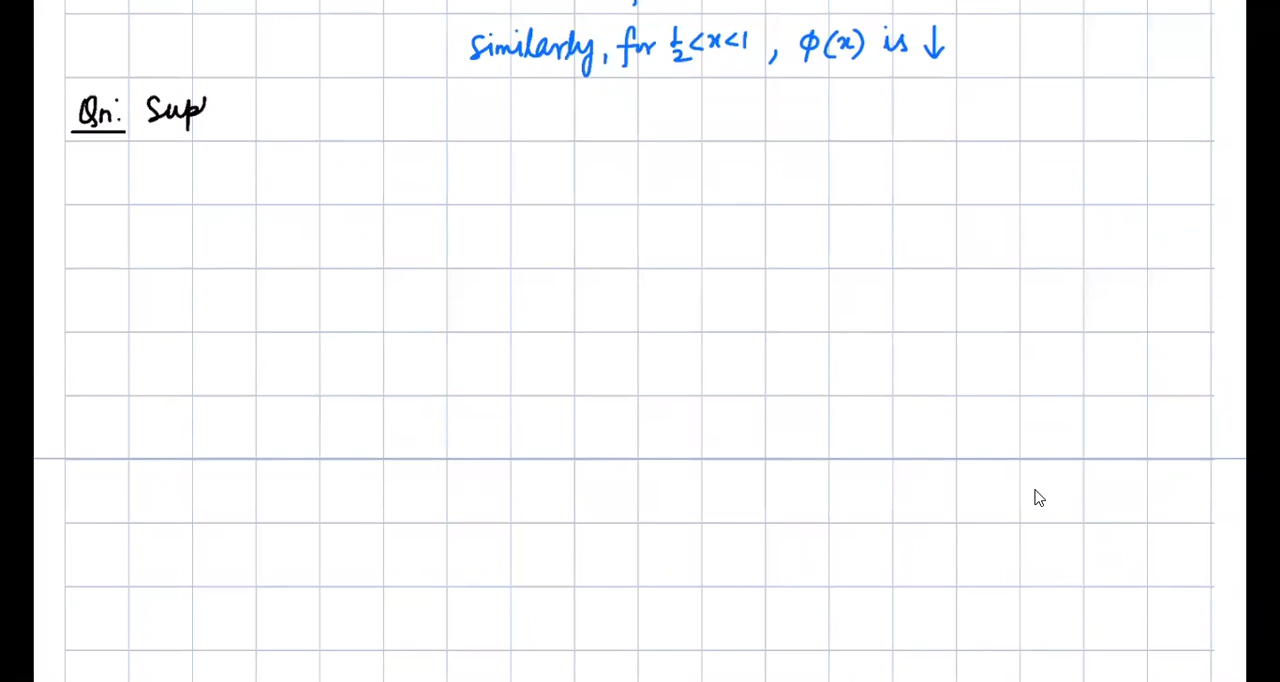 similarly, for 1/2 < x < 1, φ(x) is ↓
Qn: Sup